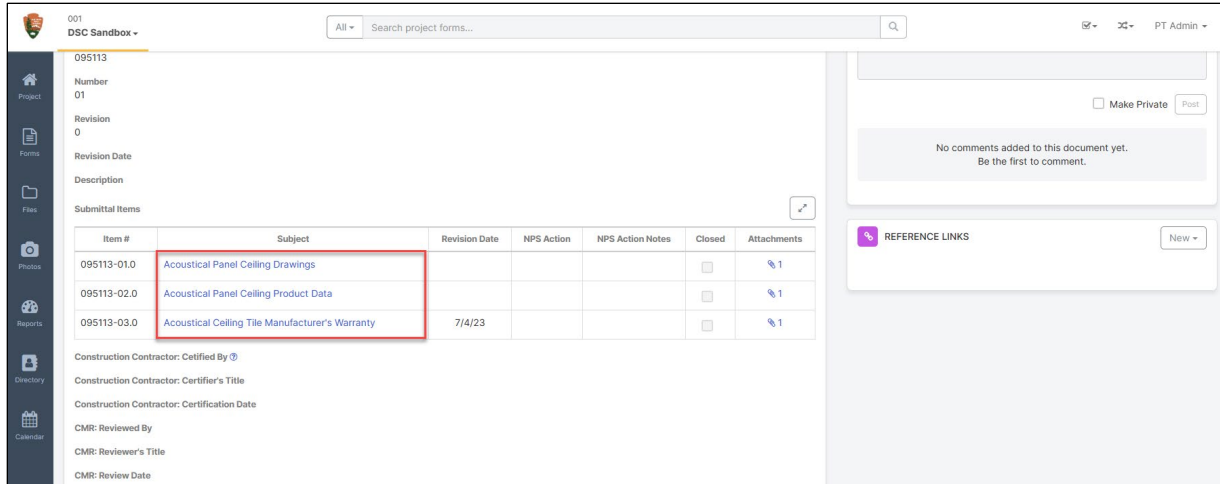 001
DSC Sandbox
All Search project forms...
PT Admin
Project
Forms
Files
Photos
Reports
Directory
Calendar
095113
Number
01
Revision
0
Revision Date
Description
Submittal Items
Item # Subject Revision Date NPS Action NPS Action Notes Closed Attachments
095113-01.0 Acoustical Panel Ceiling Drawings 1
095113-02.0 Acoustical Panel Ceiling Product Data 1
095113-03.0 Acoustical Ceiling Tile Manufacturer's Warranty 7/4/23 1
Construction Contractor: Cetified By ?
Construction Contractor: Certifier's Title
Construction Contractor: Certification Date
CMR: Reviewed By
CMR: Reviewer's Title
CMR: Review Date
Make Private Post
No comments added to this document yet.
Be the first to comment.
REFERENCE LINKS New